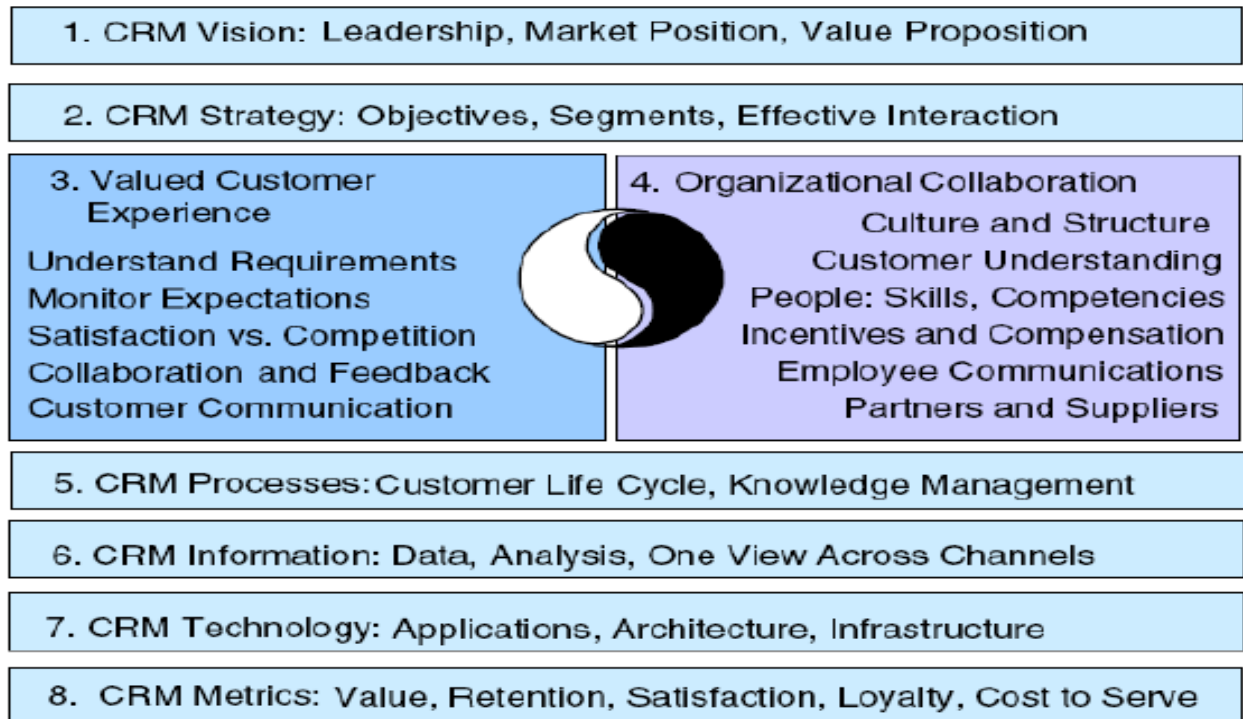 1. CRM Vision: Leadership, Market Position, Value Proposition
2. CRM Strategy: Objectives, Segments, Effective Interaction
3. Valued Customer
Experience
Understand Requirements
Monitor Expectations
Satisfaction vs. Competition
Collaboration and Feedback
Customer Communication
4. Organizational Collaboration
Culture and Structure
Customer Understanding
People: Skills, Competencies
Incentives and Compensation
Employee Communications
Partners and Suppliers
5. CRM Processes: Customer Life Cycle, Knowledge Management
6. CRM Information: Data, Analysis, One View Across Channels
7. CRM Technology: Applications, Architecture, Infrastructure
8. CRM Metrics: Value, Retention, Satisfaction, Loyalty, Cost to Serve